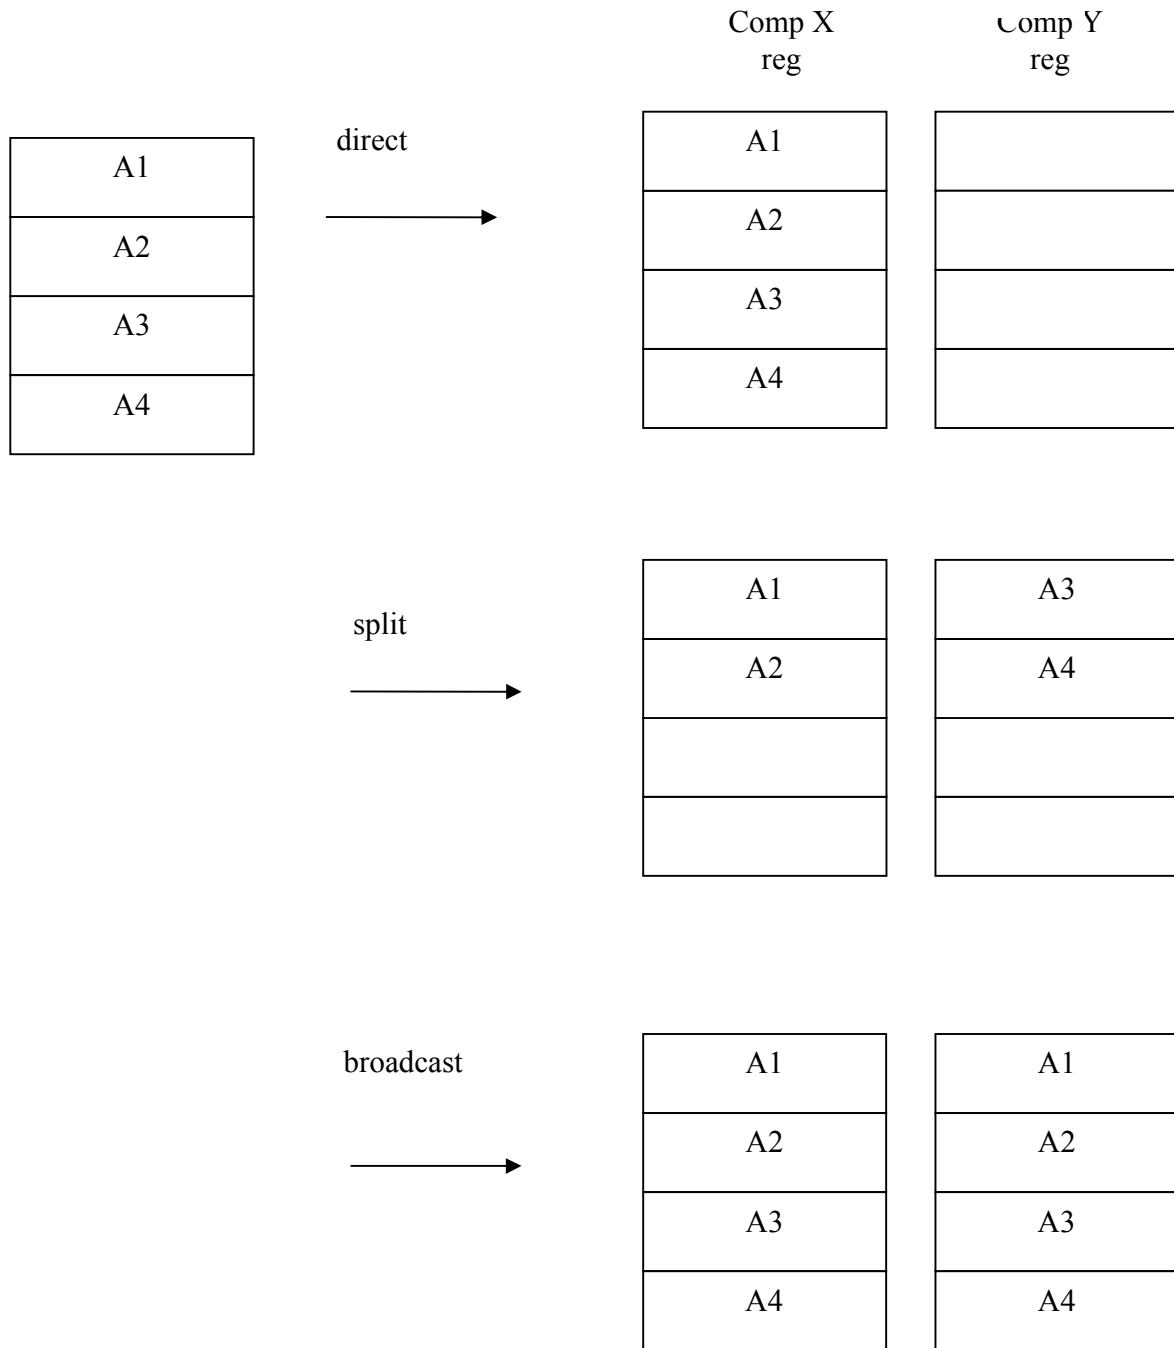 Comp X
reg
Comp Y
reg
direct
A1
A2
A3
A4
A1
A2
A3
A4
split
A1
A2
A3
A4
broadcast
A1
A2
A3
A4
A1
A2
A3
A4